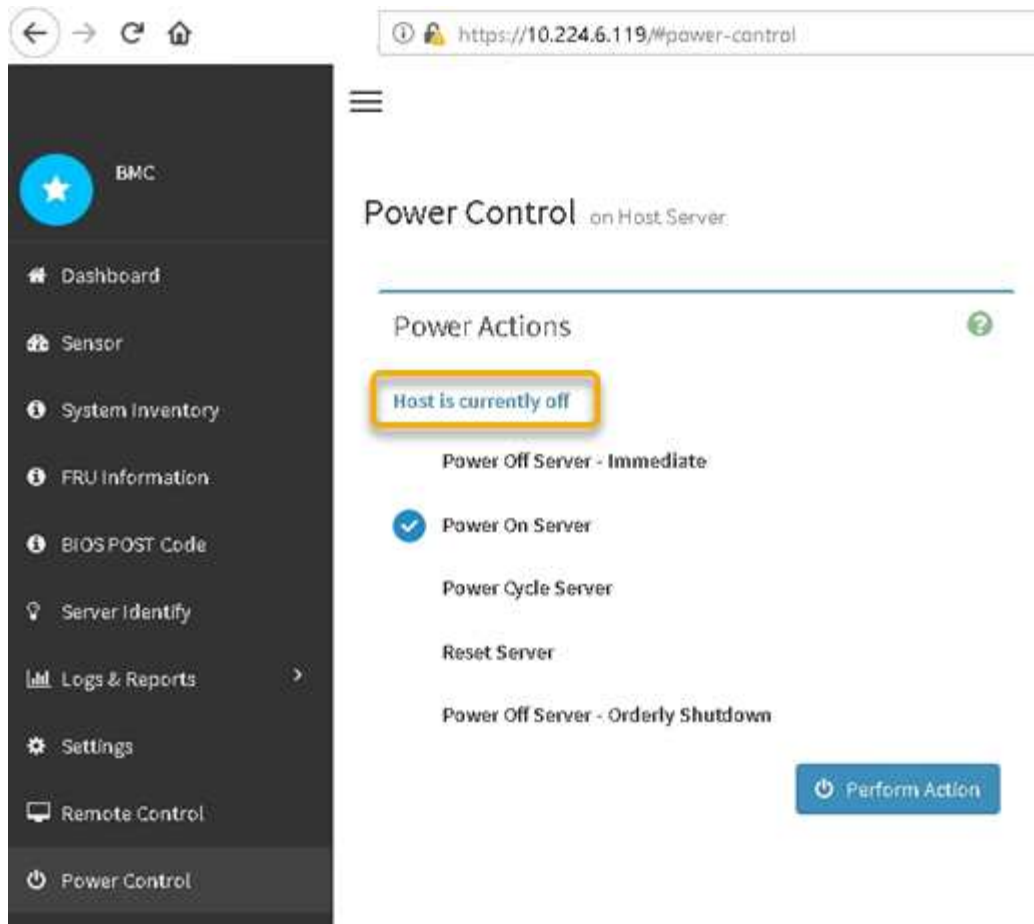 https://10.224.6.119/#power-control
BMC
Power Control on Host Server
Dashboard
Sensor
System Inventory
FRU Information
BIOS POST Code
Server Identify
Logs & Reports
Settings
Remote Control
Power Control
Power Actions
Host is currently off
Power Off Server - Immediate
Power On Server
Power Cycle Server
Reset Server
Power Off Server - Orderly Shutdown
Perform Action